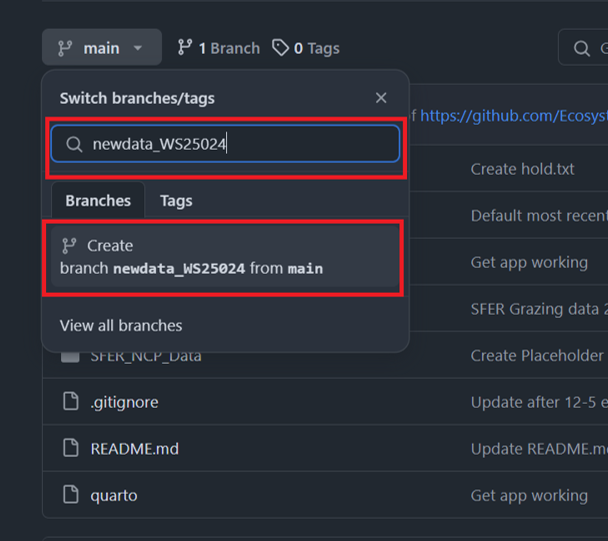 main
1 Branch
0 Tags
G
Switch branches/tags
f https://github.com/Ecosyst
newdata_WS25024
Create hold.txt
Branches
Tags
Default most recen
Create
branch newdata_WS25024 from main
Get app working
SFER Grazing data 2
View all branches
SFER_NCP_Data
Create Placeholder
.gitignore
Update after 12-5 e
README.md
Update README.m
quarto
Get app working